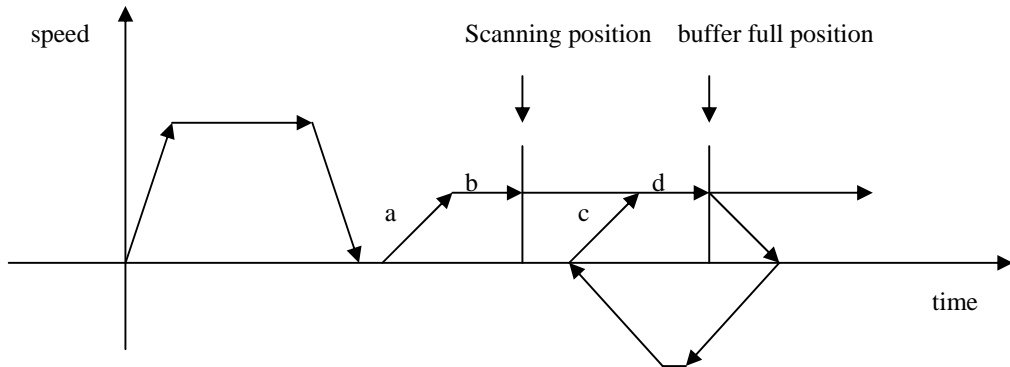 speed
Scanning position
buffer full position
b
d
a
c
time